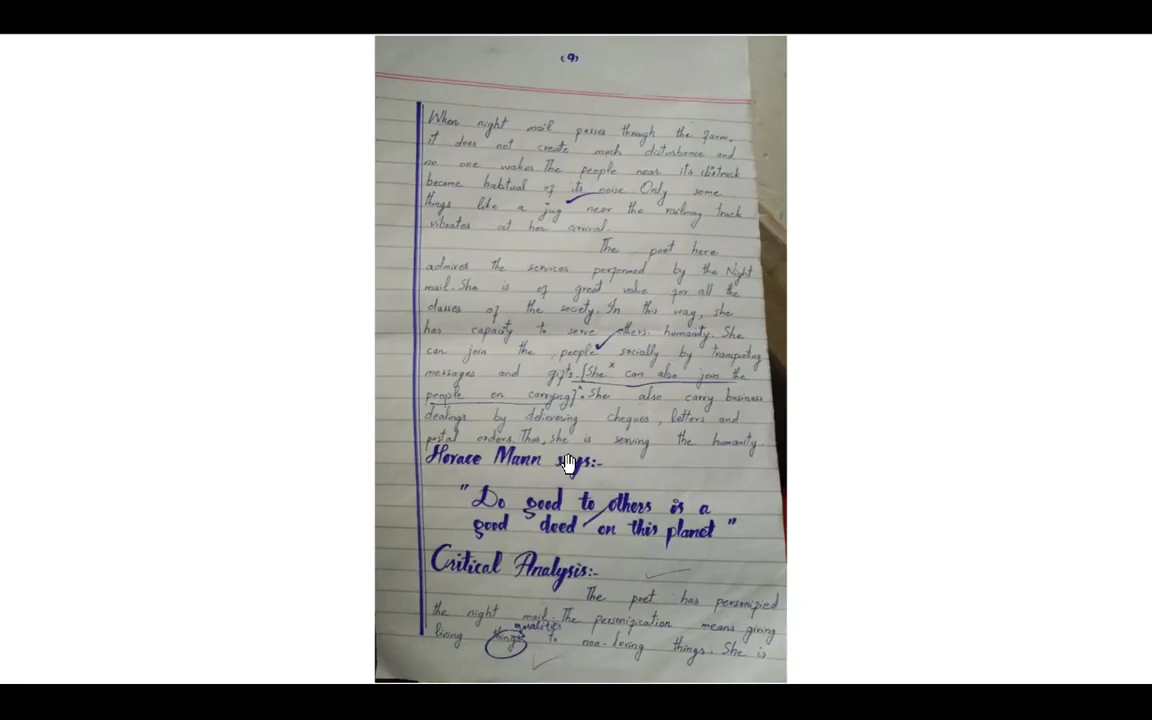 (9)
When night mail passes through the farm,
it does not create much disturbance and
no one wakes. The people near its
become habitual of its noise. Only some
things like a jug near the railway track
vibrates at her arrival.
The poet here
admires the services performed by the Night
mail. She is of great value for all the
classes of the society. In this way, she
has capacity to serve others. humanity. She
can join the people socially by transporting
messages and gifts. [She can also join the
people on carrying]. She also carry business
dealings by delievering cheques, letters and
postal orders. Thus, she is serving the humanity.
Horace Mann says:-
"Do good to others is a
good deed on this planet"
Critical Analysis:-
The poet has personified
the night mail. The personification means giving
qualities
living things to non-living things. She is